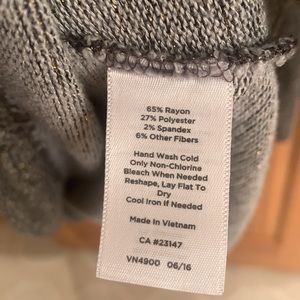 65% Rayon
27% Polyester
2% Spandex
6% Other Fibers
Hand Wash Cold
Only Non-Chlorine
Bleach When Needed
Reshape, Lay Flat To
Dry
Cool Iron if Needed
Made In Vietnam
CA #23147
VN4900 06/16